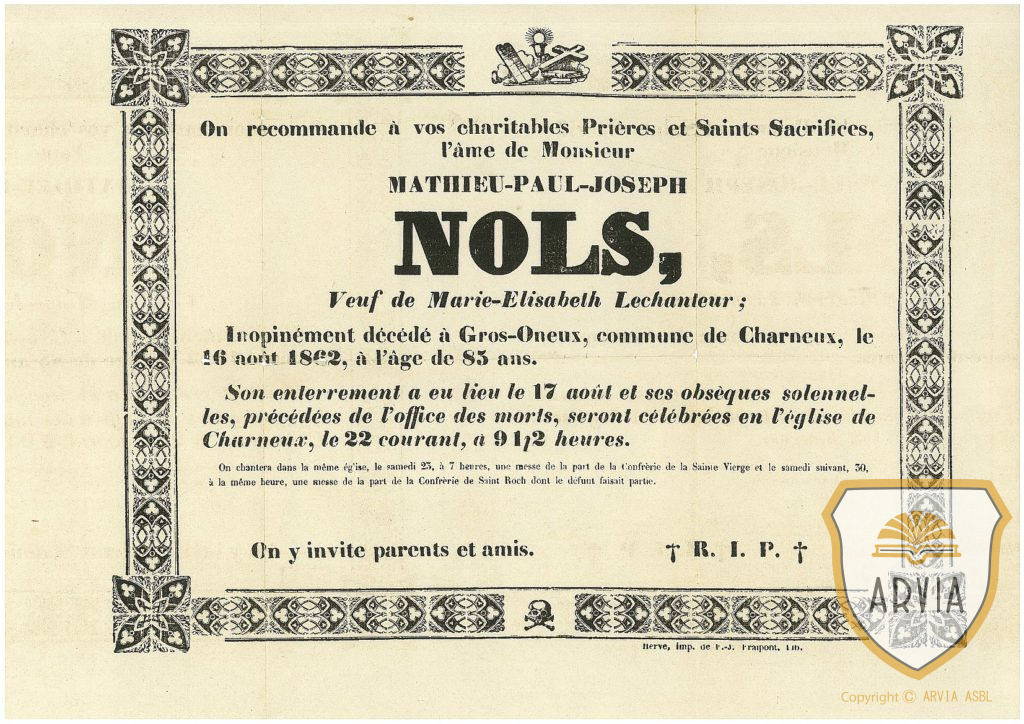 On recommande à vos charitables Prières et Saints Sacrifices,
l'âme de Monsieur
MATHIEU-PAUL-JOSEPH
NOLS,
Veuf de Marie-Elisabeth Lechanteur ;
Inopinément décédé à Gros-Oneux, commune de Charneux, le
16 août 1862, à l'âge de 85 ans.
Son enterrement a eu lieu le 17 août et ses obsèques solennel-
les, précédées de l'office des morts, seront célébrées en l'église de
Charneux, le 22 courant, à 9 1/2 heures.
On chantera dans la même église, le samedi 23, à 7 heures, une messe de la part de la Confrérie de la Sainte Vierge et le samedi suivant, 30,
à la même heure, une messe de la part de la Confrérie de Saint Roch dont le défunt faisait partie.
On y invite parents et amis.
† R. I. P. †
Herve, Imp. de F.-J. Fraipont, Lib.
ARVIA
Copyright © ARVIA ASBL